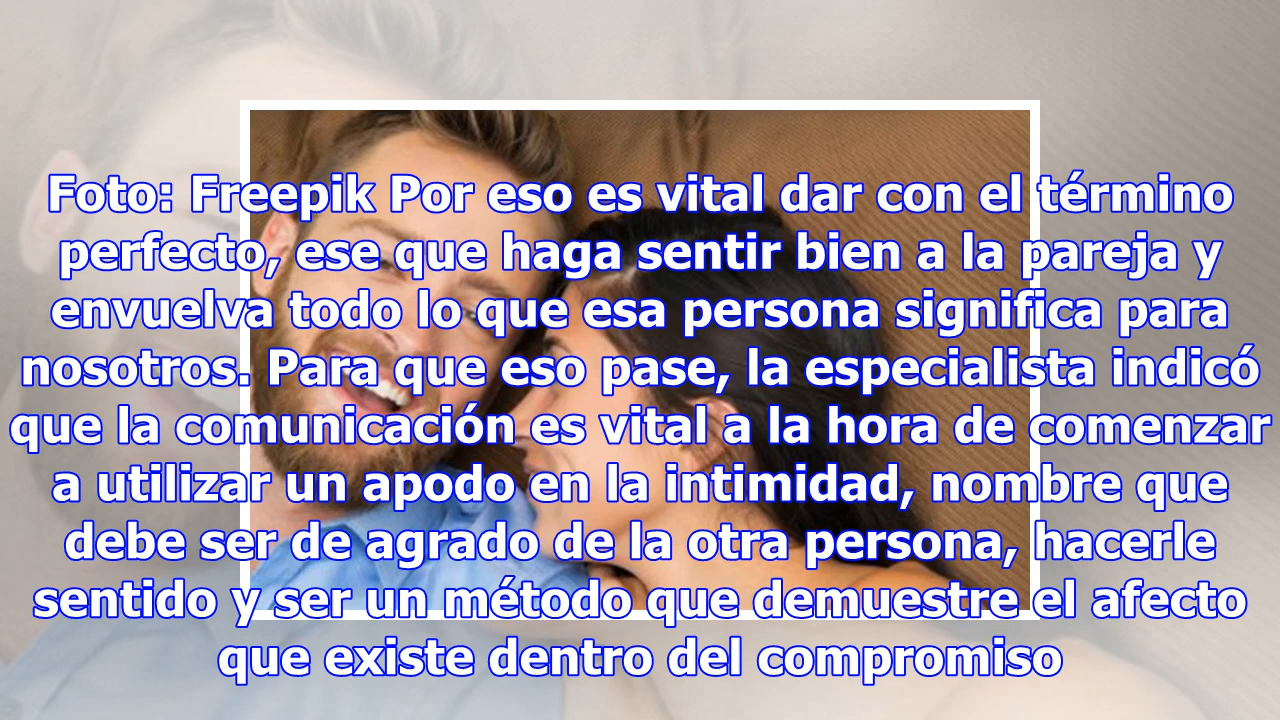 Foto: Freepik Por eso es vital dar con el término
perfecto, ese que haga sentir bien a la pareja y
envuelva todo lo que esa persona significa para
nosotros. Para que eso pase, la especialista indicó
que la comunicación es vital a la hora de comenzar
a utilizar un apodo en la intimidad, nombre que
debe ser de agrado de la otra persona, hacerle
sentido y ser un método que demuestre el afecto
que existe dentro del compromiso